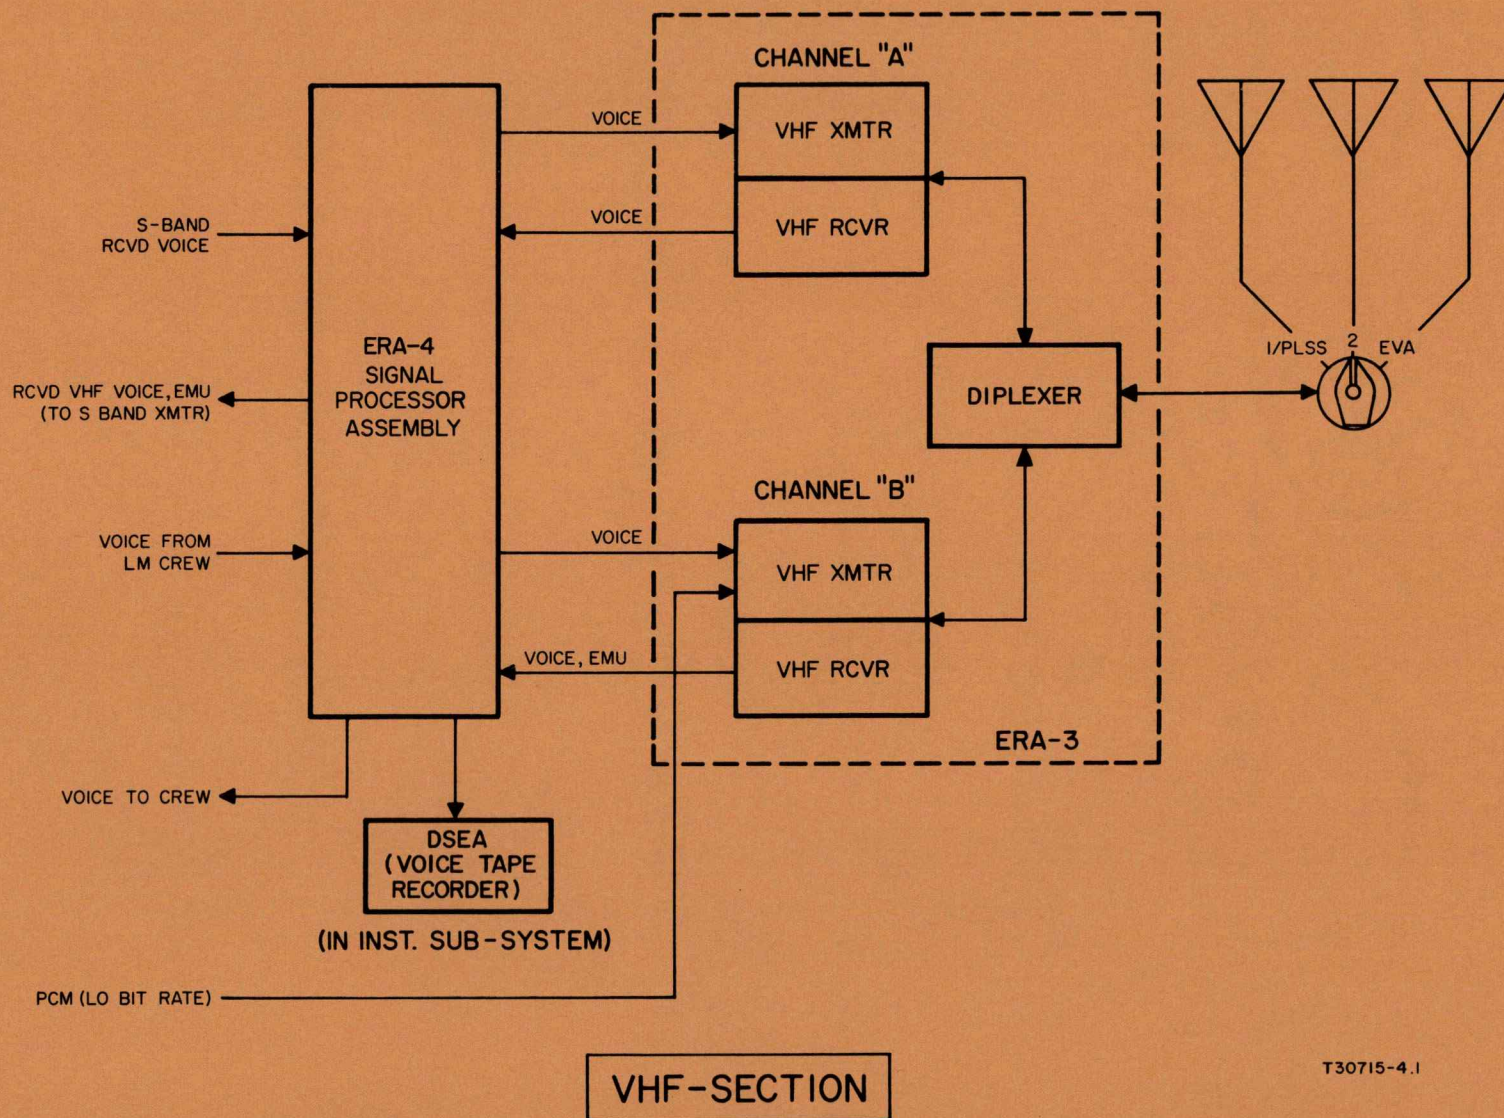 CHANNEL "A"
VOICE
VHF XMTR
S-BAND
RCVD VOICE
VOICE
VHF RCVR
ERA-4
SIGNAL
PROCESSOR
ASSEMBLY
1/PLSS
2
EVA
RCVD VHF VOICE, EMU
(TO S BAND XMTR)
DIPLEXER
CHANNEL "B"
VOICE FROM
LM CREW
VOICE
VHF XMTR
VOICE, EMU
VHF RCVR
ERA-3
VOICE TO CREW
DSEA
(VOICE TAPE
RECORDER)
(IN INST. SUB-SYSTEM)
PCM (LO BIT RATE)
VHF-SECTION
T30715-4.1